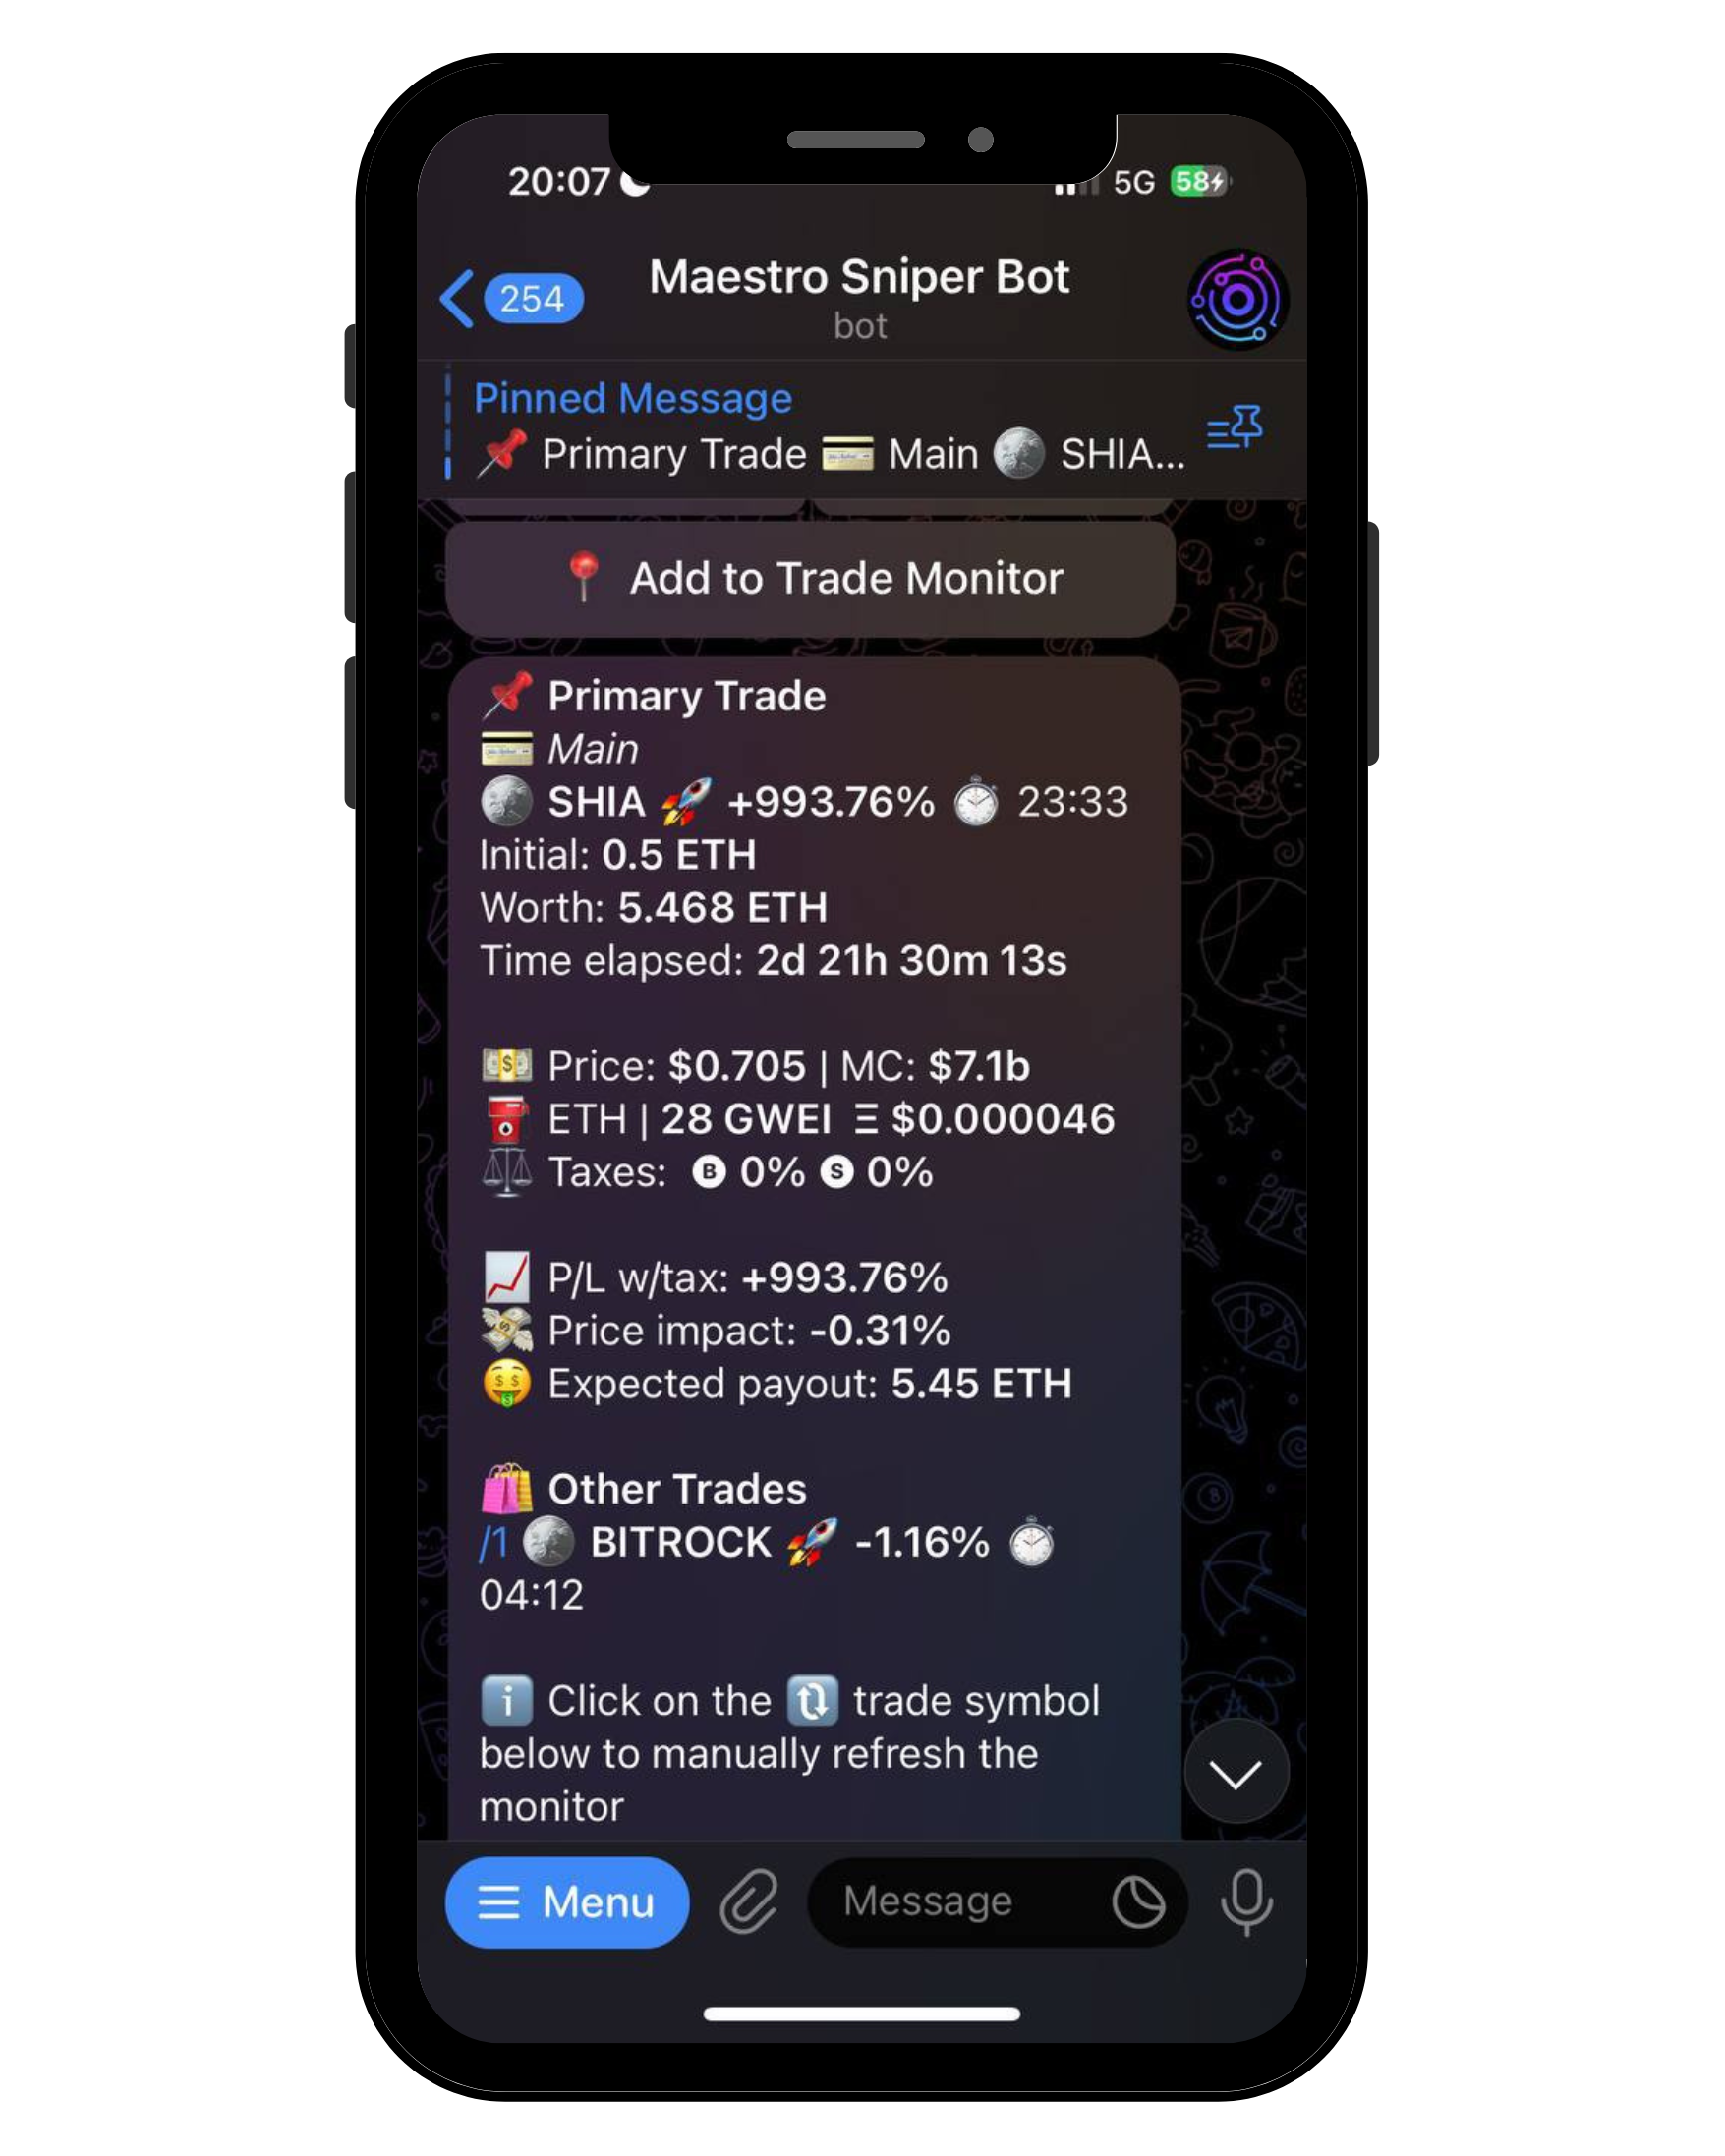 20:07 5G 58
254 Maestro Sniper Bot
bot
Pinned Message
📌 Primary Trade 💳 Main 🌑 SHIA...
📍 Add to Trade Monitor
📌 Primary Trade
💳 Main
🌑 SHIA 🚀 +993.76% ⏱ 23:33
Initial: 0.5 ETH
Worth: 5.468 ETH
Time elapsed: 2d 21h 30m 13s
💵 Price: $0.705 | MC: $7.1b
⛽ ETH | 28 GWEI Ξ $0.000046
⚖ Taxes: 🅑 0% 🅢 0%
📈 P/L w/tax: +993.76%
💸 Price impact: -0.31%
🤑 Expected payout: 5.45 ETH
🛍 Other Trades
/1 🌑 BITROCK 🚀 -1.16% ⏱
04:12
ℹ Click on the 🔃 trade symbol
below to manually refresh the
monitor
Menu Message